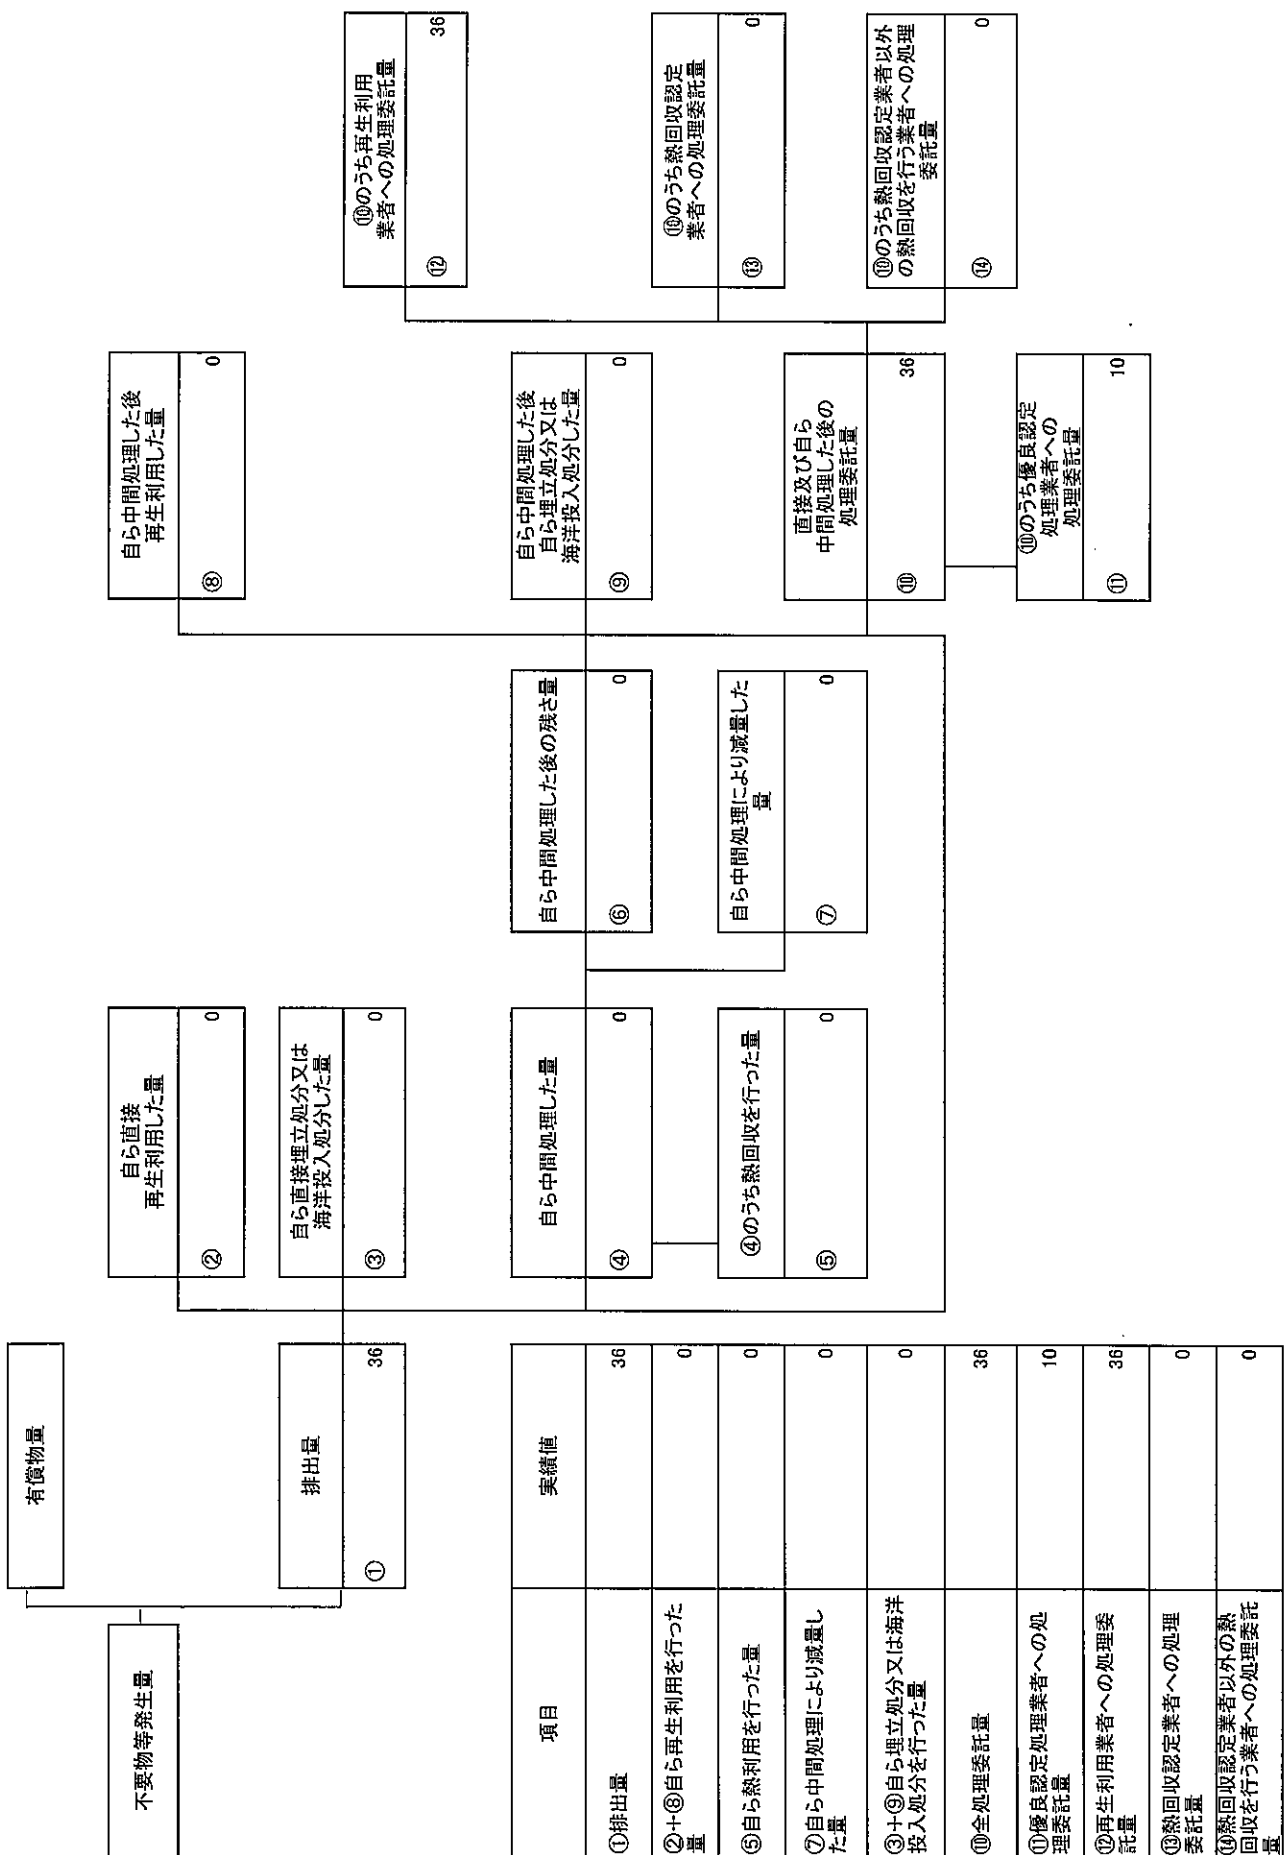 不要物等発生量
有償物量
排出量
① 36
自ら直接
再生利用した量
② 0
自ら直接埋立処分又は
海洋投入処分した量
③ 0
自ら中間処理した量
④ 0
④のうち熱回収を行った量
⑤ 0
自ら中間処理した後の残さ量
⑥ 0
自ら中間処理により減量した
量
⑦ 0
自ら中間処理した後
再生利用した量
⑧ 0
自ら中間処理した後
自ら埋立処分又は
海洋投入処分した量
⑨ 0
直接及び自ら
中間処理した後の
処理委託量
⑩ 36
⑩のうち優良認定
処理業者への
処理委託量
⑪ 10
⑩のうち再生利用
業者への処理委託量
⑫ 36
⑩のうち熱回収認定
業者への処理委託量
⑬ 0
⑩のうち熱回収認定業者以外
の熱回収を行う業者への処理
委託量
⑭ 0
項目 実績値
①排出量 36
②+⑧自ら再生利用を行った
量 0
⑤自ら熱利用を行った量 0
⑦自ら中間処理により減量し
た量 0
③+⑨自ら埋立処分又は海洋
投入処分を行った量 0
⑩全処理委託量 36
⑪優良認定処理業者への処
理委託量 10
⑫再生利用業者への処理委
託量 36
⑬熱回収認定業者への処理
委託量 0
⑭熱回収認定業者以外の熱
回収を行う業者への処理委託
量 0